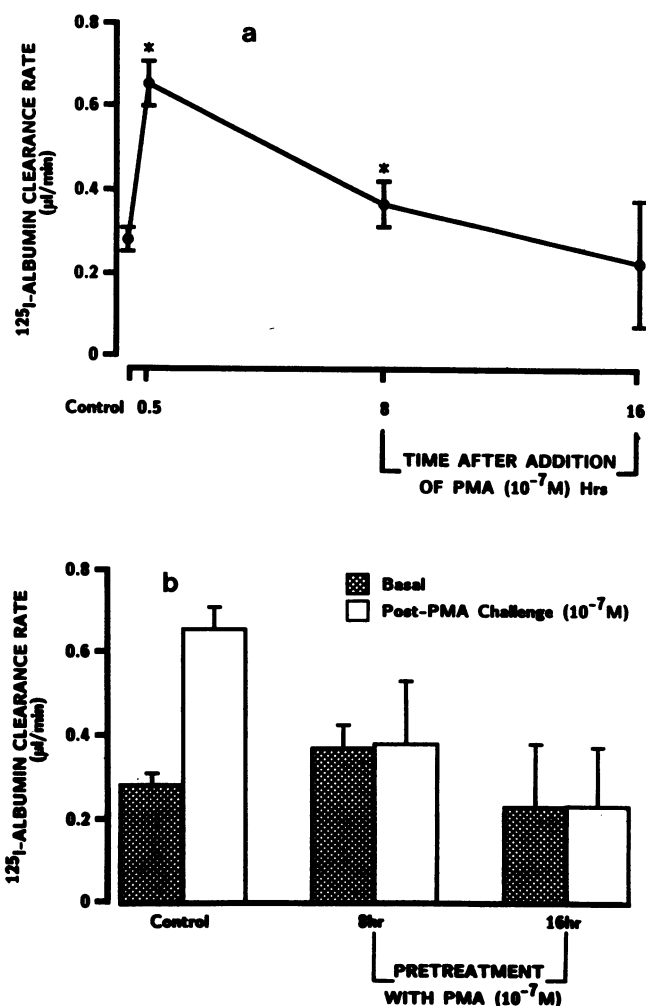 a
0.8
0.6
0.4
0.2
0
¹²⁵I-ALBUMIN CLEARANCE RATE
(µl/min)
*
*
Control 0.5 8 16
TIME AFTER ADDITION
OF PMA (10⁻⁷M) Hrs
b
0.8
0.6
0.4
0.2
0
¹²⁵I-ALBUMIN CLEARANCE RATE
(µl/min)
Basal
Post-PMA Challenge (10⁻⁷M)
Control 8hr 16hr
PRETREATMENT
WITH PMA (10⁻⁷M)